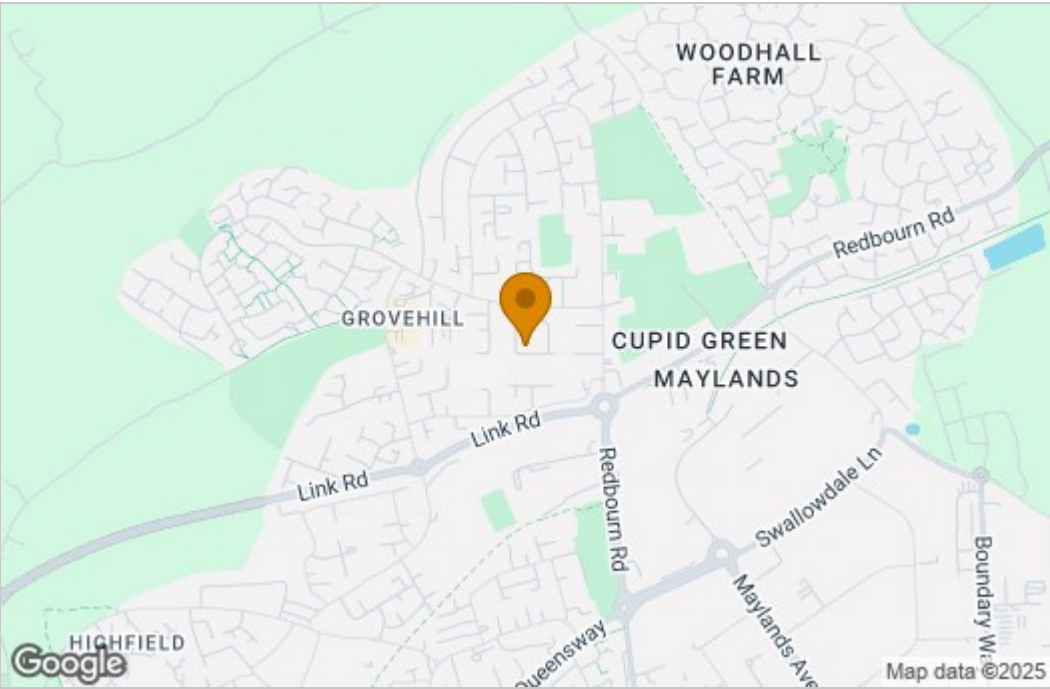 WOODHALL
FARM
Redbourn Rd
GROVEHILL
CUPID GREEN
MAYLANDS
Link Rd
Link Rd
Redbourn Rd
Swallowdale Ln
Boundary Wa
Maylands Ave
Queensway
HIGHFIELD
Google
Map data ©2025